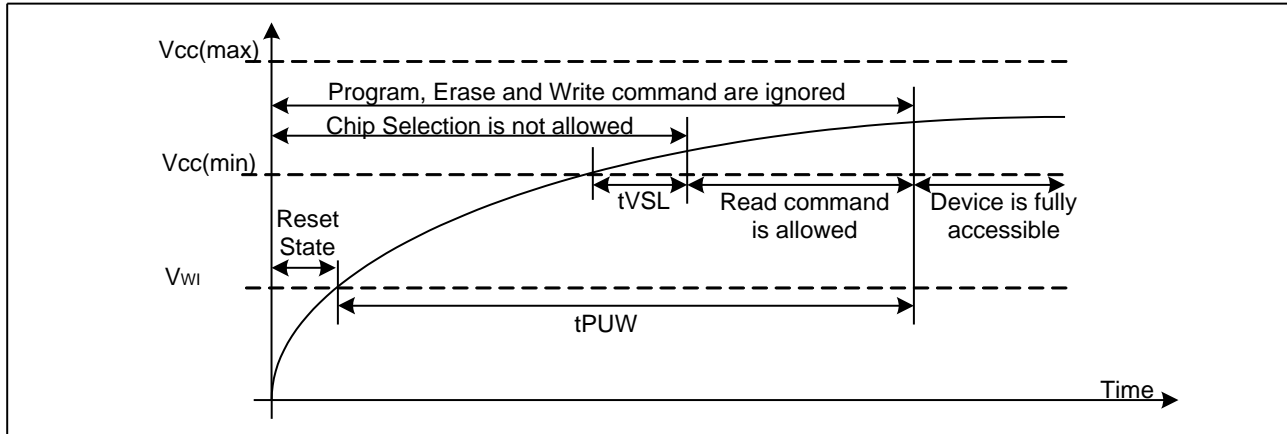 Vcc(max)
Program, Erase and Write command are ignored
Chip Selection is not allowed
Vcc(min)
tVSL
Read command
is allowed
Device is fully
accessible
Reset
State
VWI
tPUW
Time